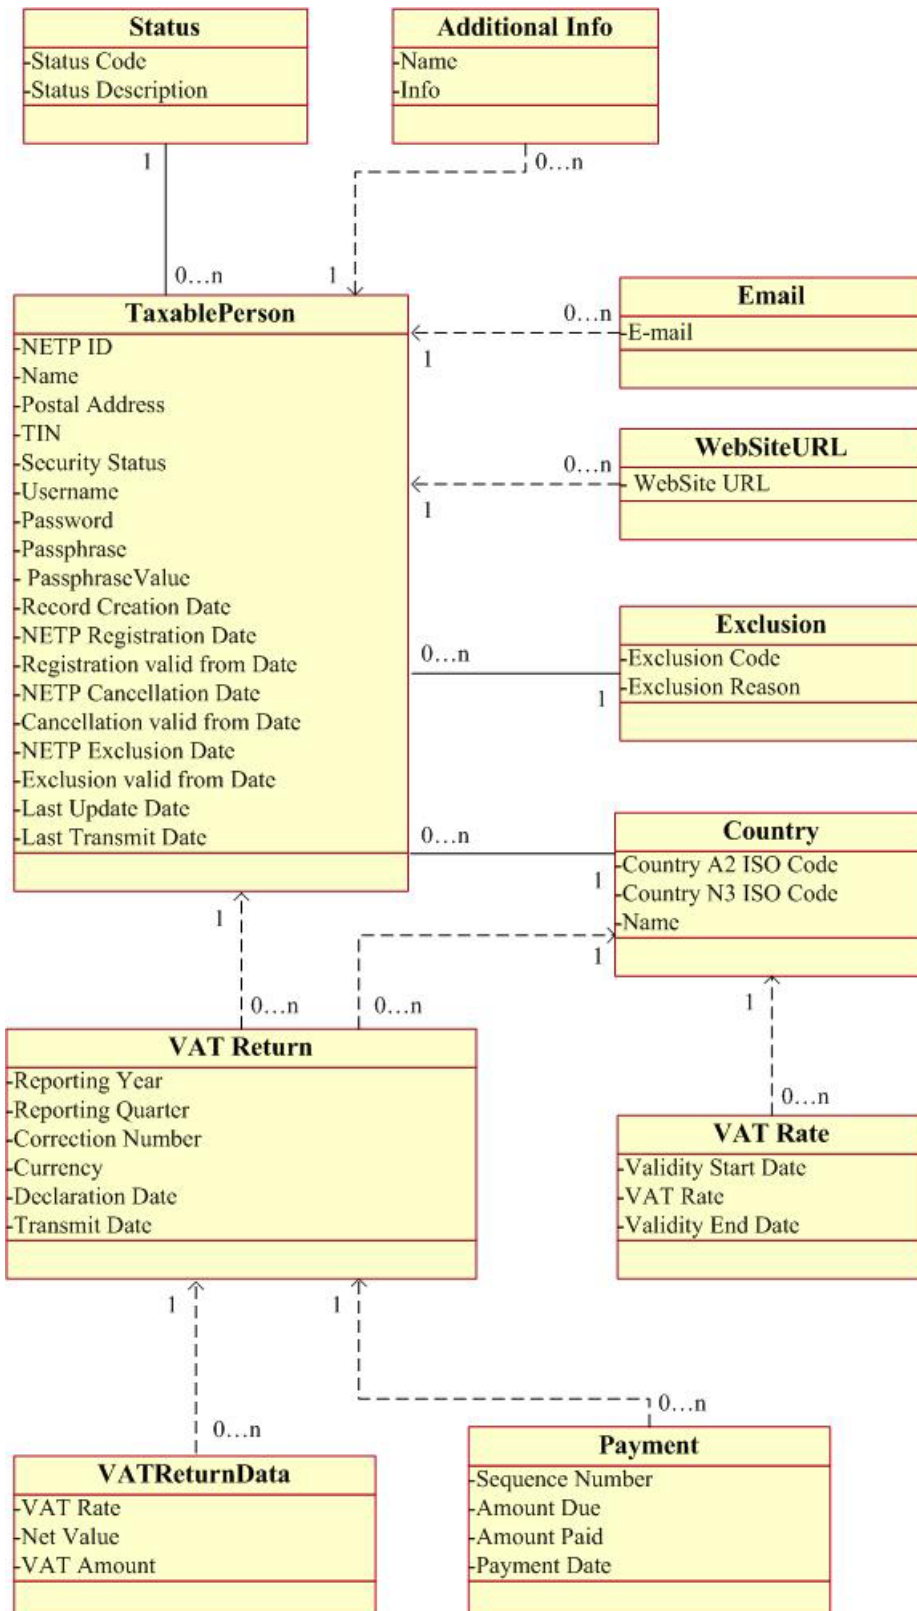 Status
-Status Code
-Status Description
Additional Info
-Name
-Info
1
0...n
0...n
1
TaxablePerson
-NETP ID
-Name
-Postal Address
-TIN
-Security Status
-Username
-Password
-Passphrase
- PassphraseValue
-Record Creation Date
-NETP Registration Date
-Registration valid from Date
-NETP Cancellation Date
-Cancellation valid from Date
-NETP Exclusion Date
-Exclusion valid from Date
-Last Update Date
-Last Transmit Date
Email
-E-mail
0...n
1
WebSiteURL
- WebSite URL
0...n
1
Exclusion
-Exclusion Code
-Exclusion Reason
0...n
1
Country
-Country A2 ISO Code
-Country N3 ISO Code
-Name
0...n
1
1
1
0...n
0...n
1
0...n
VAT Return
-Reporting Year
-Reporting Quarter
-Correction Number
-Currency
-Declaration Date
-Transmit Date
VAT Rate
-Validity Start Date
-VAT Rate
-Validity End Date
1
1
0...n
0...n
VATReturnData
-VAT Rate
-Net Value
-VAT Amount
Payment
-Sequence Number
-Amount Due
-Amount Paid
-Payment Date